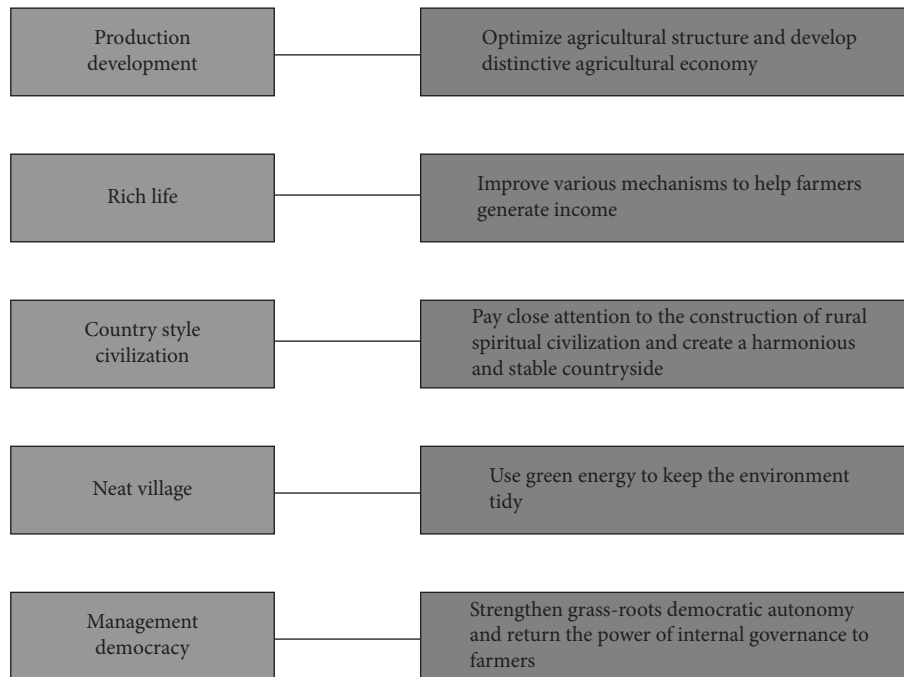 Production
development
Optimize agricultural structure and develop
distinctive agricultural economy
Rich life
Improve various mechanisms to help farmers
generate income
Country style
civilization
Pay close attention to the construction of rural
spiritual civilization and create a harmonious
and stable countryside
Neat village
Use green energy to keep the environment
tidy
Management
democracy
Strengthen grass-roots democratic autonomy
and return the power of internal governance to
farmers